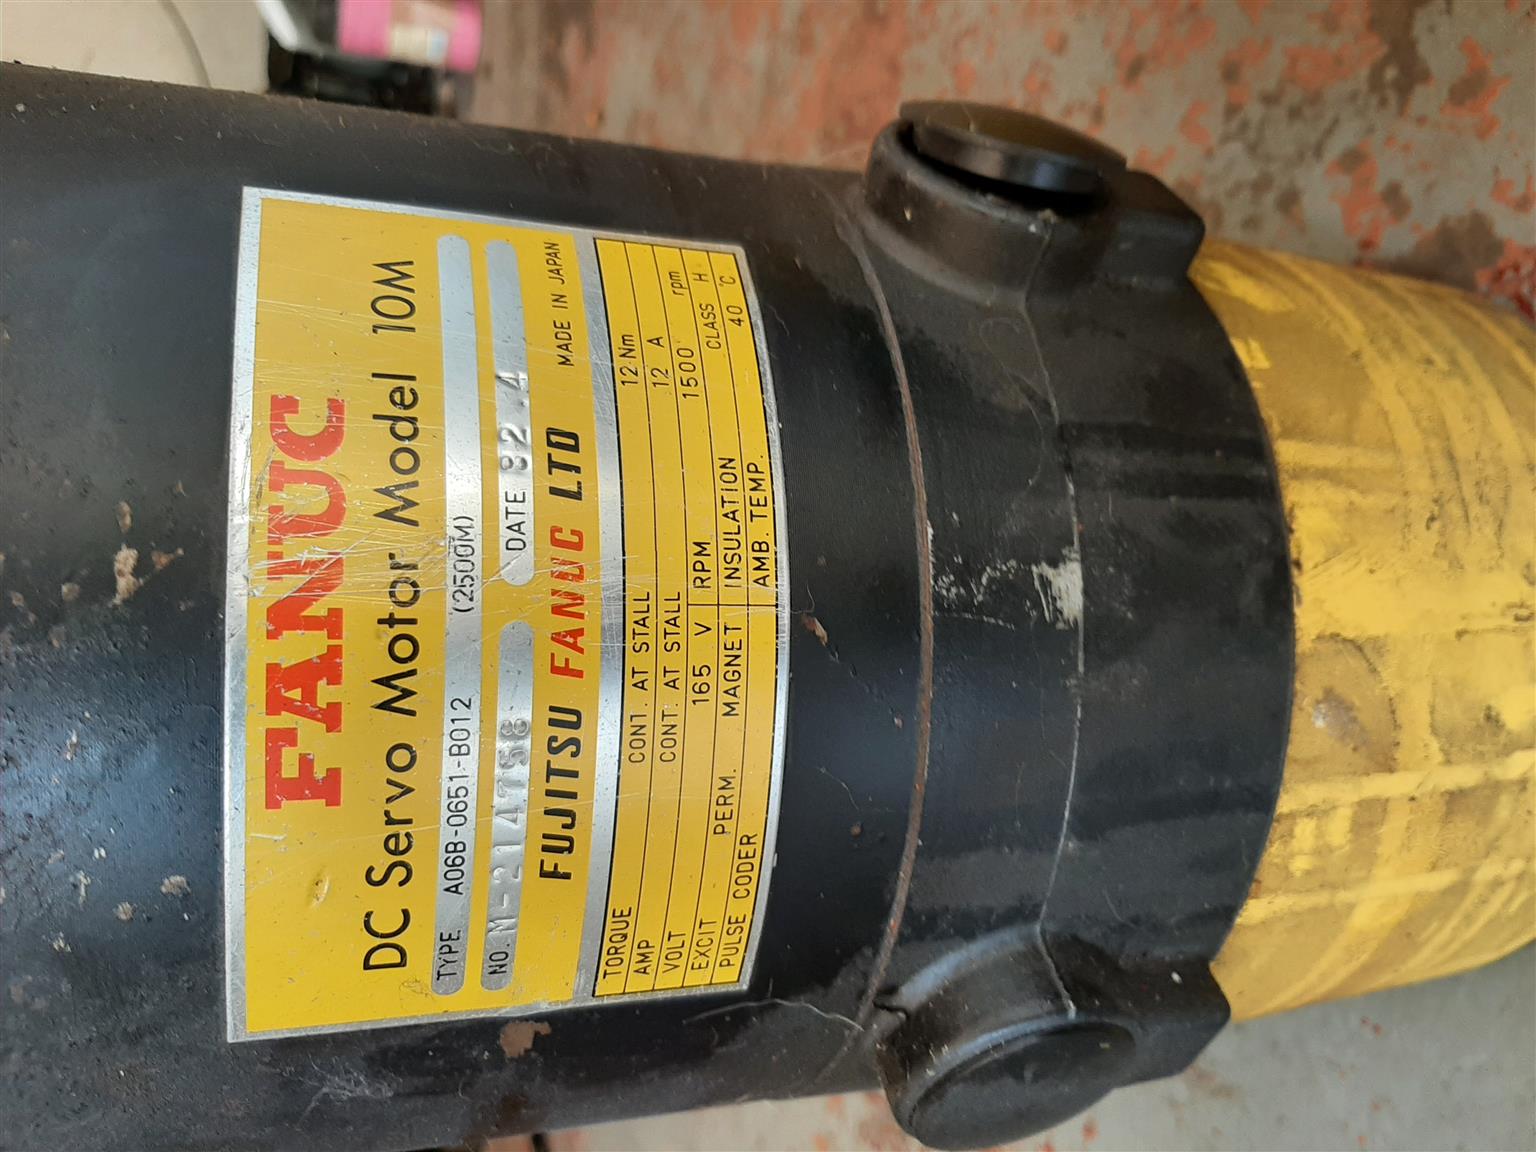 FANUC
DC Servo Motor Model 10M
TYPE A06B-0651-B012 (2500M)
NO. M-214758 DATE 82.4
FUJITSU FANUC LTD MADE IN JAPAN
TORQUE CONT. AT STALL 12 Nm
AMP CONT. AT STALL 12 A
VOLT 165 V RPM 1500 rpm
EXCIT PERM. MAGNET INSULATION CLASS H
PULSE CODER AMB. TEMP. 40 °C